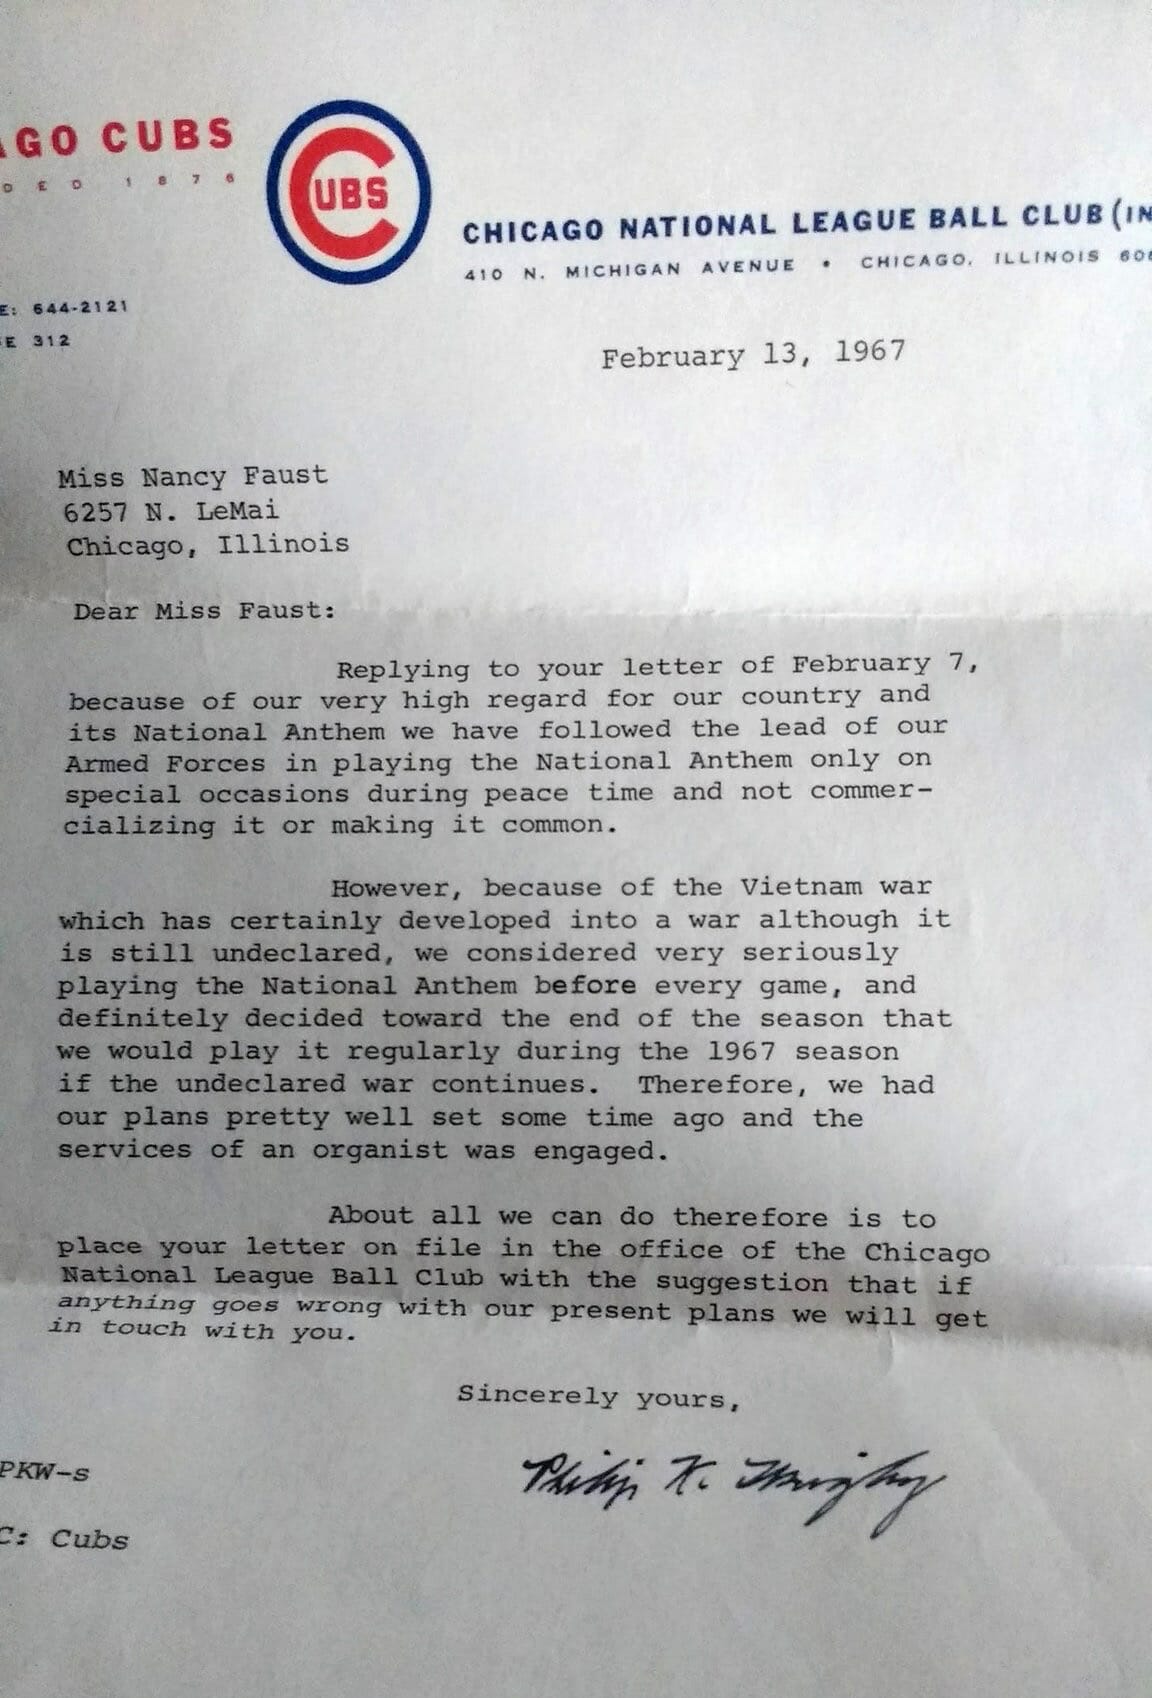 AGO CUBS
DED 1876
CUBS
CHICAGO NATIONAL LEAGUE BALL CLUB (IN
410 N. MICHIGAN AVENUE • CHICAGO, ILLINOIS 606
E: 644-2121
E 312
February 13, 1967
Miss Nancy Faust
6257 N. LeMai
Chicago, Illinois
Dear Miss Faust:
Replying to your letter of February 7,
because of our very high regard for our country and
its National Anthem we have followed the lead of our
Armed Forces in playing the National Anthem only on
special occasions during peace time and not commer-
cializing it or making it common.
However, because of the Vietnam war
which has certainly developed into a war although it
is still undeclared, we considered very seriously
playing the National Anthem before every game, and
definitely decided toward the end of the season that
we would play it regularly during the 1967 season
if the undeclared war continues. Therefore, we had
our plans pretty well set some time ago and the
services of an organist was engaged.
About all we can do therefore is to
place your letter on file in the office of the Chicago
National League Ball Club with the suggestion that if
anything goes wrong with our present plans we will get
in touch with you.
Sincerely yours,
Philip K. Wrigley
PKW-s
C: Cubs